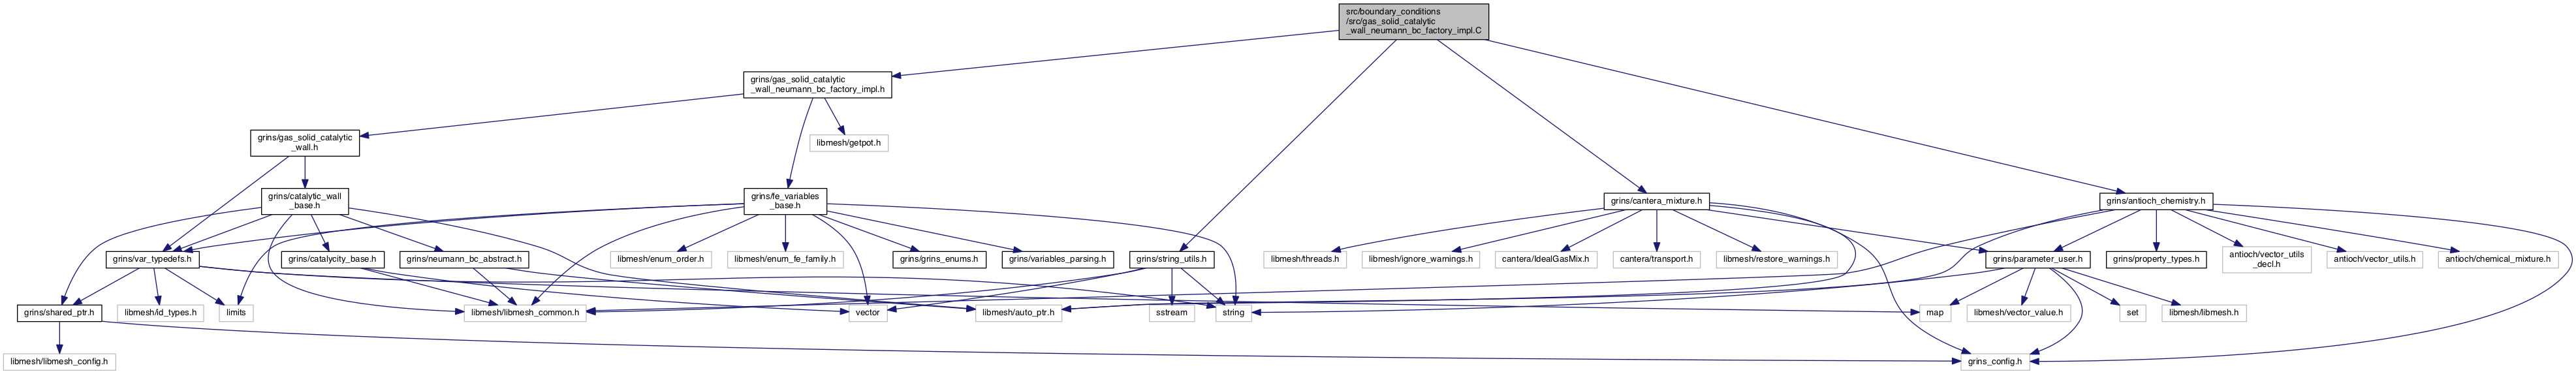 src/boundary_conditions
/src/gas_solid_catalytic
_wall_neumann_bc_factory_impl.C
grins/gas_solid_catalytic
_wall_neumann_bc_factory_impl.h
grins/gas_solid_catalytic
_wall.h
libmesh/getpot.h
grins/catalytic_wall
_base.h
grins/fe_variables
_base.h
grins/cantera_mixture.h
grins/antioch_chemistry.h
grins/var_typedefs.h
grins/catalycity_base.h
grins/neumann_bc_abstract.h
libmesh/enum_order.h
libmesh/enum_fe_family.h
grins/grins_enums.h
grins/variables_parsing.h
grins/string_utils.h
libmesh/threads.h
libmesh/ignore_warnings.h
cantera/IdealGasMix.h
cantera/transport.h
libmesh/restore_warnings.h
grins/parameter_user.h
grins/property_types.h
antioch/vector_utils
_decl.h
antioch/vector_utils.h
antioch/chemical_mixture.h
grins/shared_ptr.h
libmesh/id_types.h
limits
libmesh/libmesh_common.h
vector
libmesh/auto_ptr.h
sstream
string
map
libmesh/vector_value.h
set
libmesh/libmesh.h
libmesh/libmesh_config.h
grins_config.h